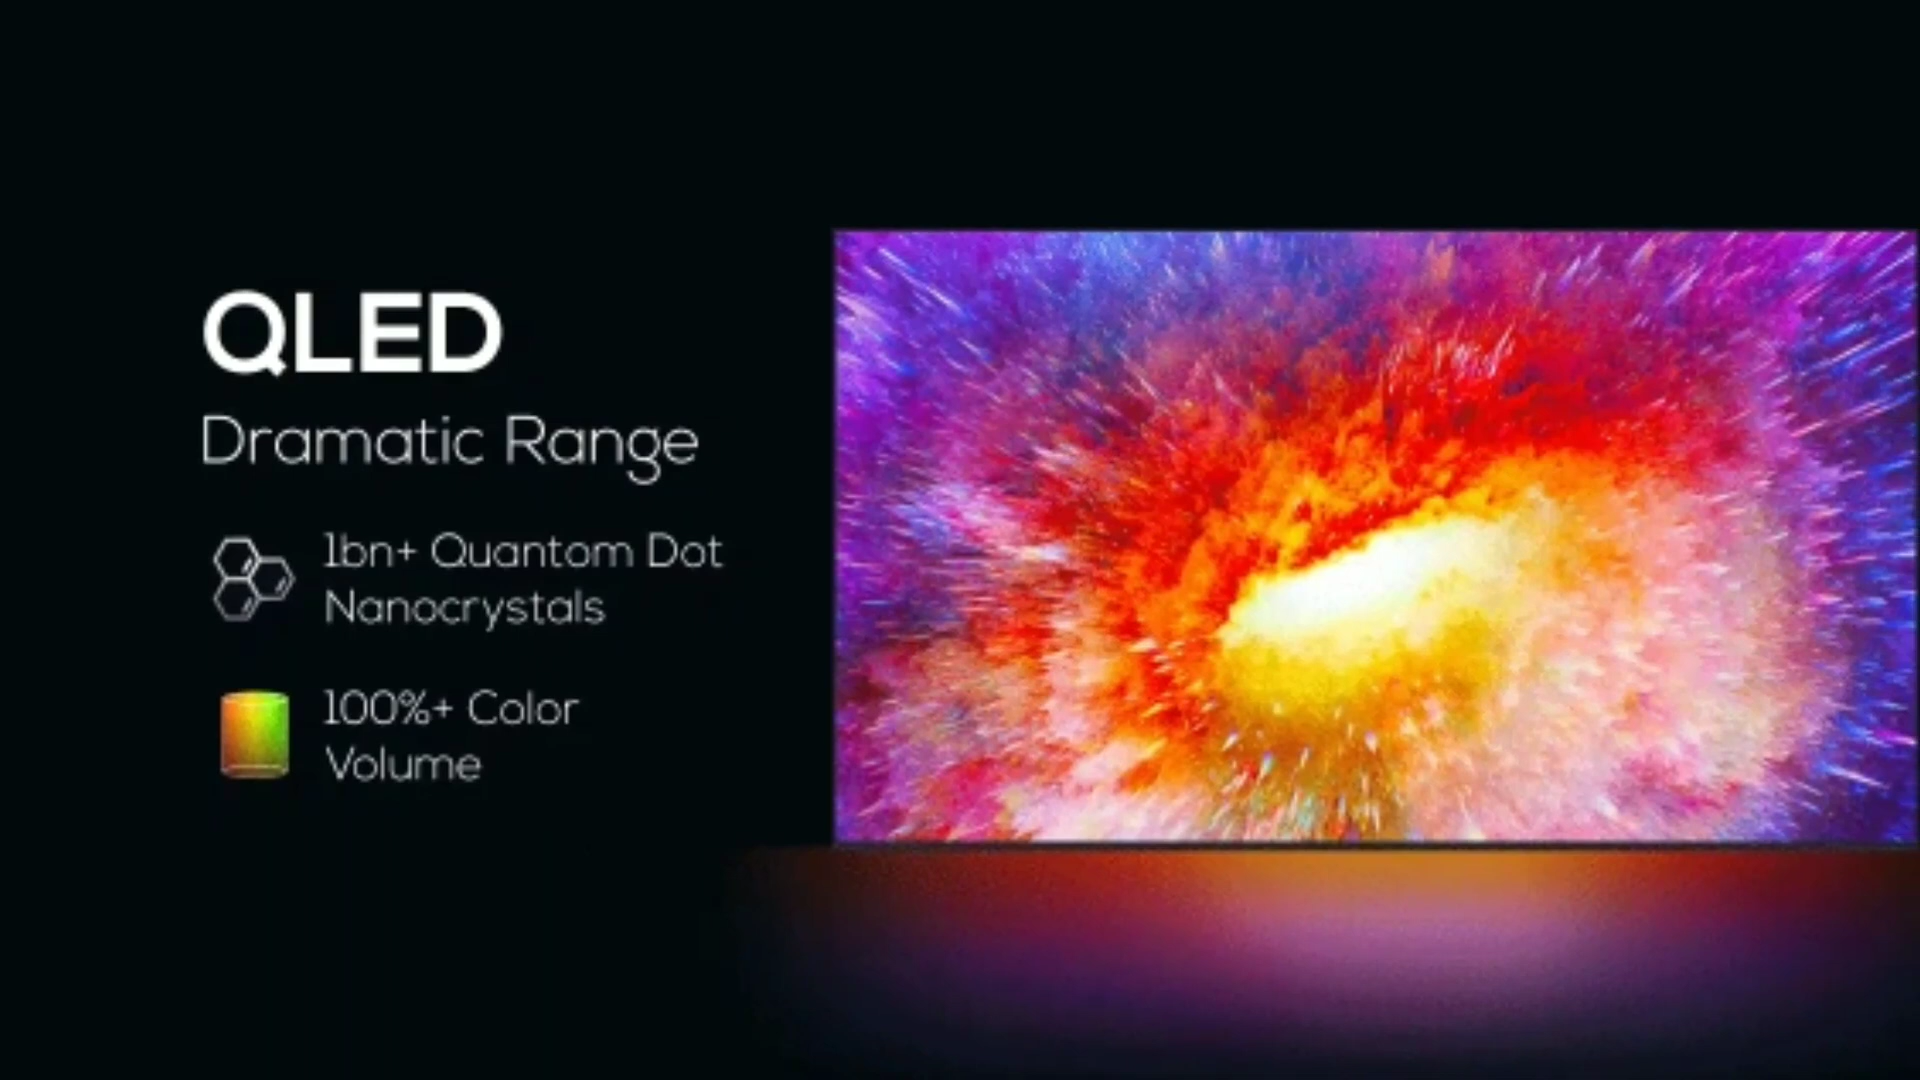 QLED
Dramatic Range
1bn+ Quantom Dot
Nanocrystals
100%+ Color
Volume